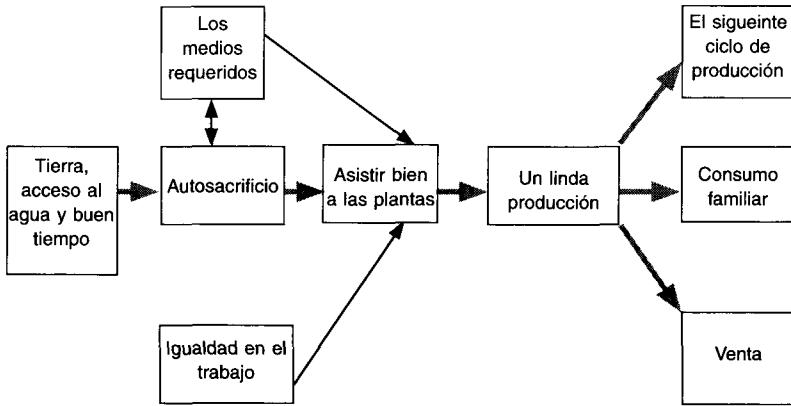 Los
medios
requeridos
El sigueinte
ciclo de
producción
Tierra,
acceso al
agua y buen
tiempo
Autosacrificio
Asistir bien
a las plantas
Un linda
producción
Consumo
familiar
Igualdad en el
trabajo
Venta